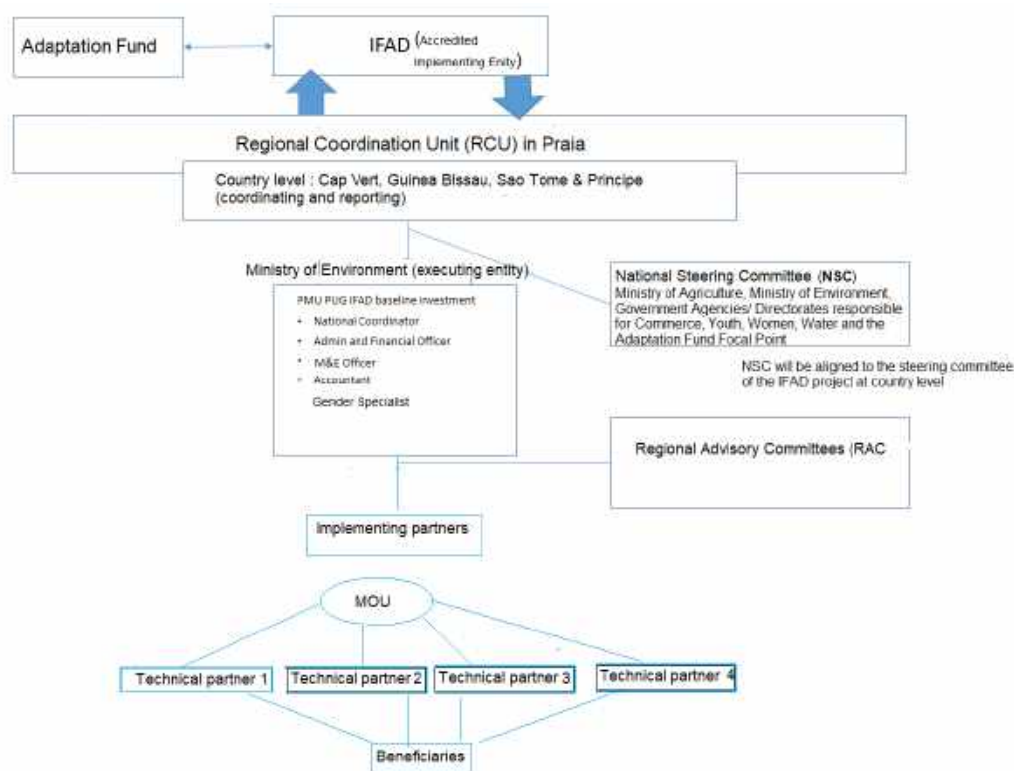 Adaptation Fund
IFAD (Accredited
Implementing Enity)
Regional Coordination Unit (RCU) in Praia
Country level : Cap Vert, Guinea Bissau, Sao Tome & Principe
(coordinating and reporting)
Ministry of Environment (executing entity)
PMU PUG IFAD baseline investment
• National Coordinator
• Admin and Financial Officer
• M&E Officer
• Accountant
Gender Specialist
National Steering Committee (NSC)
Ministry of Agriculture, Ministry of Environment,
Government Agencies/ Directorates responsible
for Commerce, Youth, Women, Water and the
Adaptation Fund Focal Point
NSC will be aligned to the steering committee
of the IFAD project at country level
Regional Advisory Committees (RAC
Implementing partners
MOU
Technical partner 1
Technical partner 2
Technical partner 3
Technical partner 4
Beneficiaries